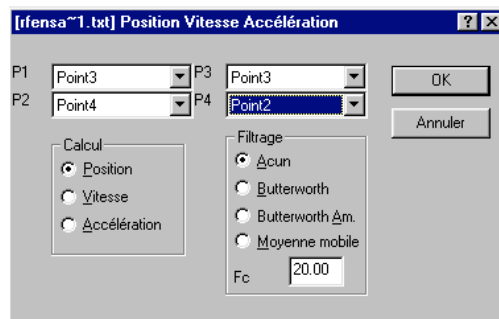 [rfensa~1.txt] Position Vitesse Accélération
P1 Point3 P3 Point3 OK
P2 Point4 P4 Point2
Annuler
Calcul Filtrage
Position Acun
Vitesse Butterworth
Accélération Butterworth Am.
Moyenne mobile
Fc 20.00